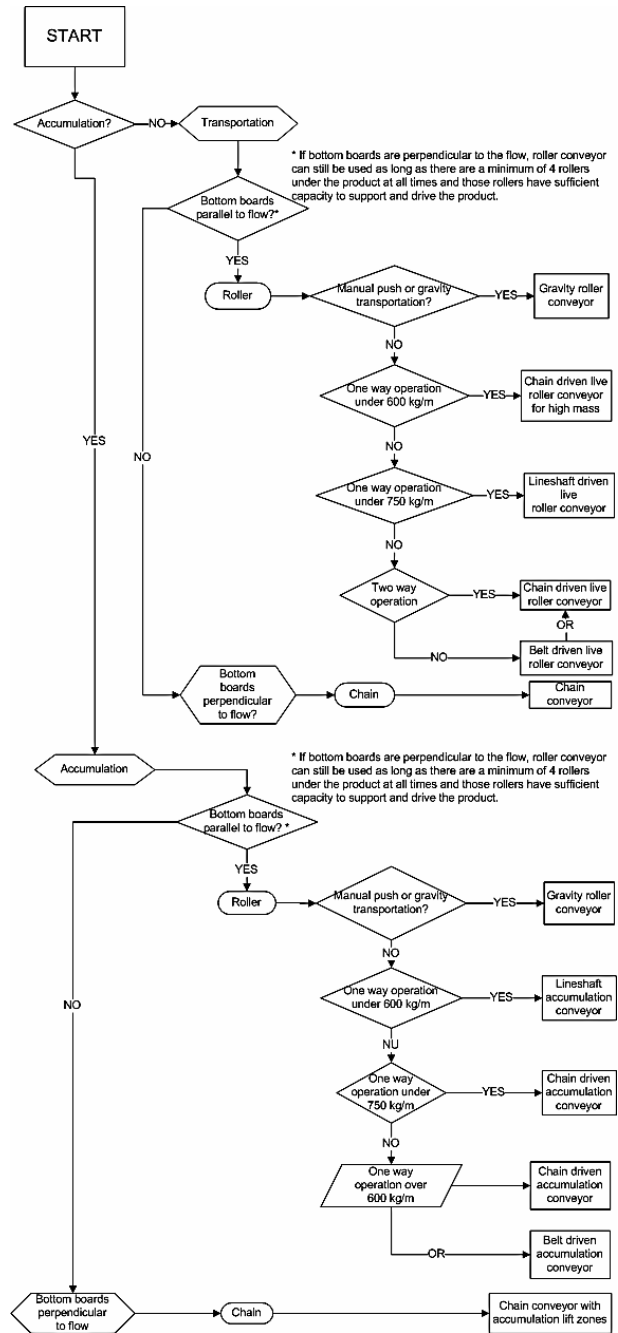 START
Accumulation?
NO
Transportation
* If bottom boards are perpendicular to the flow, roller conveyor
can still be used as long as there are a minimum of 4 rollers
under the product at all times and those rollers have sufficient
capacity to support and drive the product.
Bottom boards
parallel to flow?*
YES
Roller
Manual push or gravity
transportation?
YES
Gravity roller
conveyor
NO
One way operation
under 600 kg/m
YES
Chain driven live
roller conveyor
for high mass
YES
NO
NO
One way operation
under 750 kg/m
YES
Lineshaft driven
live
roller conveyor
NO
Two way
operation
YES
Chain driven live
roller conveyor
OR
NO
Belt driven live
roller conveyor
Bottom
boards
perpendicular
to flow?
Chain
Chain
conveyor
Accumulation
* If bottom boards are perpendicular to the flow, roller conveyor
can still be used as long as there are a minimum of 4 rollers
under the product at all times and those rollers have sufficient
capacity to support and drive the product.
Bottom boards
parallel to flow? *
YES
Roller
Manual push or gravity
transportation?
YES
Gravity roller
conveyor
NO
One way operation
under 600 kg/m
YES
Lineshaft
accumulation
conveyor
NO
NU
One way
operation under
750 kg/m
YES
Chain driven
accumulation
conveyor
NO
One way
operation over
600 kg/m
Chain driven
accumulation
conveyor
OR
Belt driven
accumulation
conveyor
Bottom boards
perpendicular
to flow
Chain
Chain conveyor with
accumulation lift zones